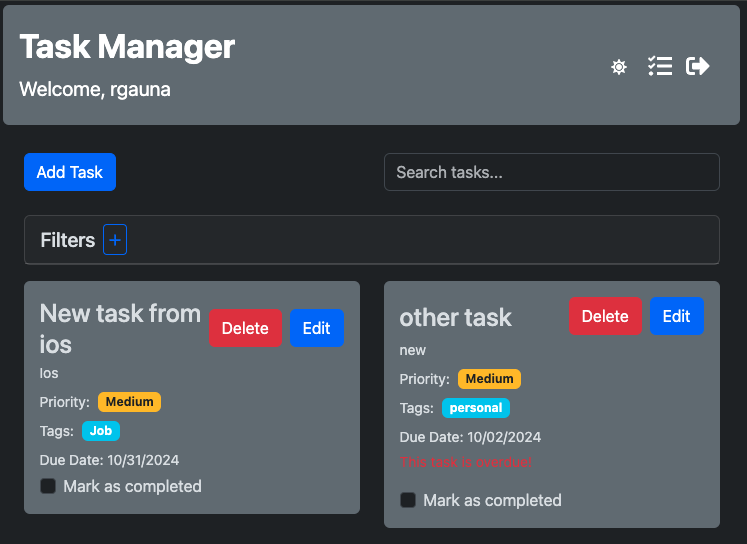 Task Manager
Welcome, rgauna
Add Task
Search tasks...
Filters +
New task from
ios
Delete
Edit
Ios
Priority: Medium
Tags: Job
Due Date: 10/31/2024
Mark as completed
other task
Delete
Edit
new
Priority: Medium
Tags: personal
Due Date: 10/02/2024
This task is overdue!
Mark as completed